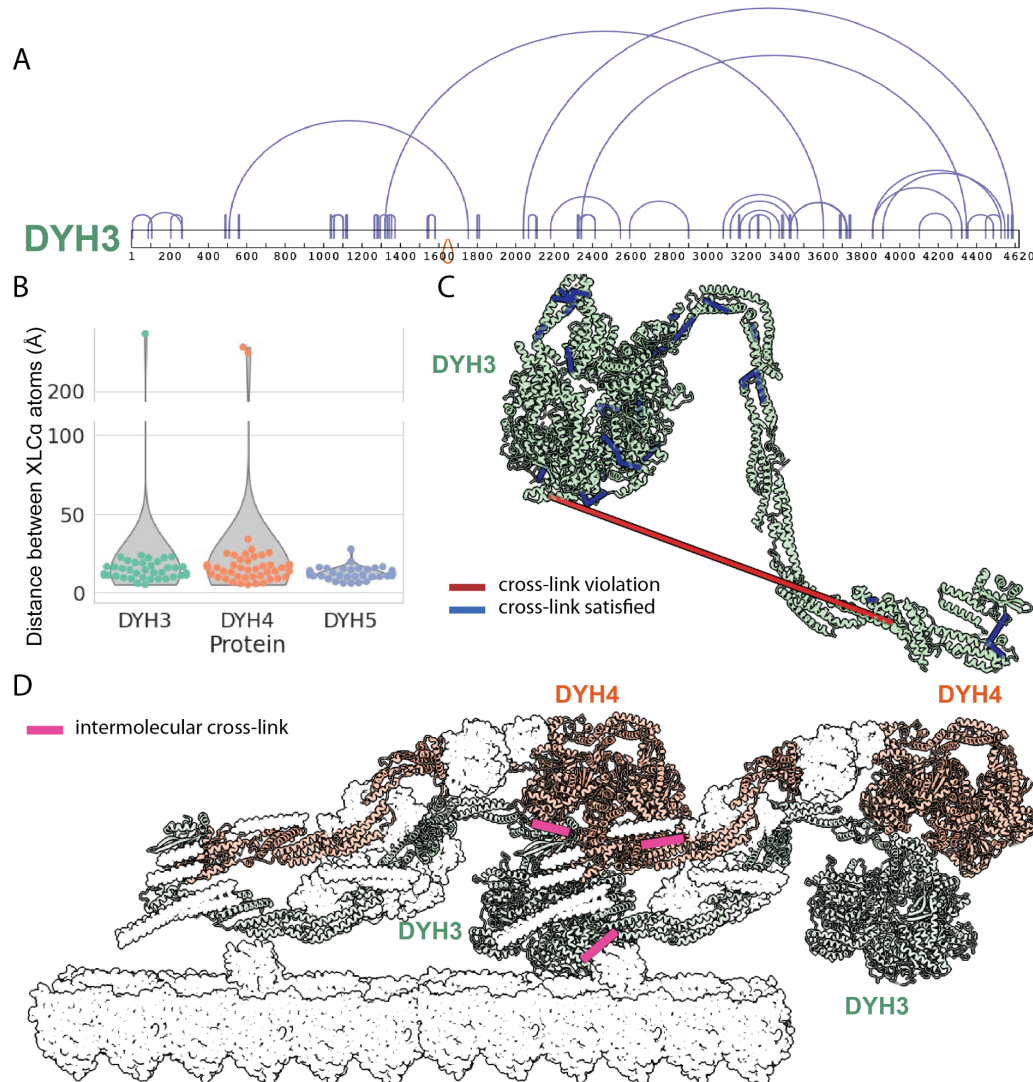 A
DYH3
1 200 400 600 800 1000 1200 1400 1600 1800 2000 2200 2400 2600 2800 3000 3200 3400 3600 3800 4000 4200 4400 4620
B
Distance between XLCα atoms (Å)
200
100
50
0
DYH3 DYH4 DYH5
Protein
C
DYH3
cross-link violation
cross-link satisfied
D
DYH4
DYH4
intermolecular cross-link
DYH3
DYH3